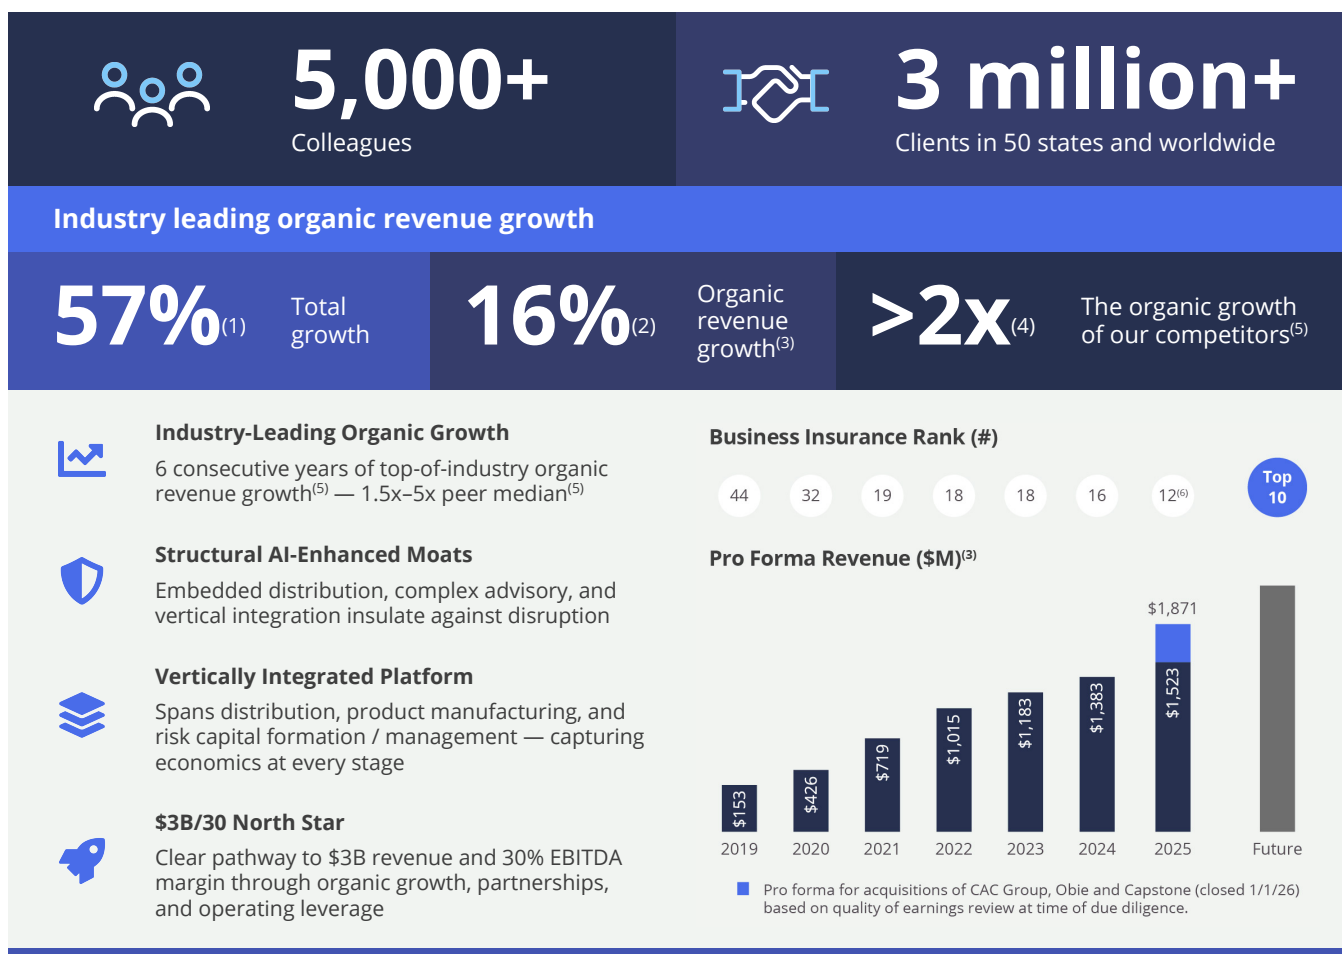 5,000+
Colleagues
3 million+
Clients in 50 states and worldwide
Industry leading organic revenue growth
57%(1)
Total
growth
16%(2)
Organic
revenue
growth(3)
>2x(4)
The organic growth
of our competitors(5)
Industry-Leading Organic Growth
6 consecutive years of top-of-industry organic
revenue growth(5) — 1.5x–5x peer median(5)
Structural AI-Enhanced Moats
Embedded distribution, complex advisory, and
vertical integration insulate against disruption
Vertically Integrated Platform
Spans distribution, product manufacturing, and
risk capital formation / management — capturing
economics at every stage
$3B/30 North Star
Clear pathway to $3B revenue and 30% EBITDA
margin through organic growth, partnerships,
and operating leverage
Business Insurance Rank (#)
44 32 19 18 18 16 12(6)
Top
10
Pro Forma Revenue ($M)(3)
$1,871
$153 $426 $719 $1,015 $1,183 $1,383 $1,523
2019 2020 2021 2022 2023 2024 2025 Future
Pro forma for acquisitions of CAC Group, Obie and Capstone (closed 1/1/26)
based on quality of earnings review at time of due diligence.